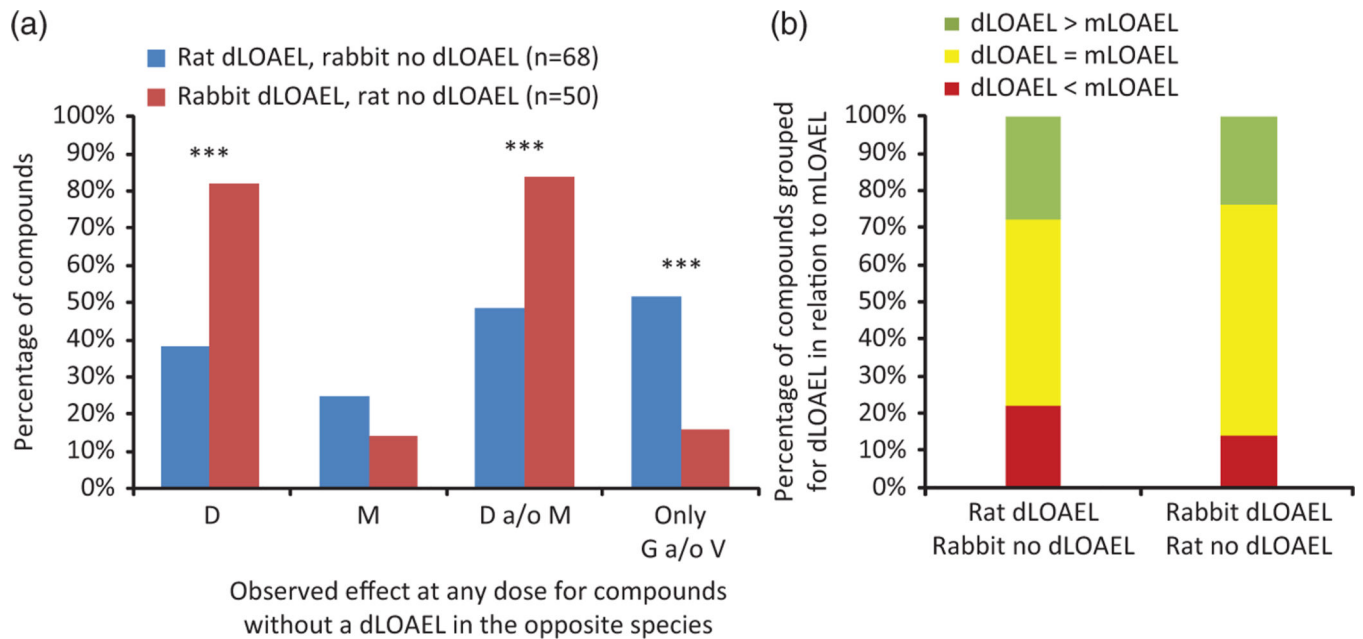 (a)
Rat dLOAEL, rabbit no dLOAEL (n=68)
Rabbit dLOAEL, rat no dLOAEL (n=50)
Percentage of compounds
100%
90%
80%
70%
60%
50%
40%
30%
20%
10%
0%
***
***
***
D
M
D a/o M
Only
G a/o V
Observed effect at any dose for compounds
without a dLOAEL in the opposite species
(b)
dLOAEL > mLOAEL
dLOAEL = mLOAEL
dLOAEL < mLOAEL
Percentage of compounds grouped
for dLOAEL in relation to mLOAEL
100%
90%
80%
70%
60%
50%
40%
30%
20%
10%
0%
Rat dLOAEL
Rabbit no dLOAEL
Rabbit dLOAEL
Rat no dLOAEL